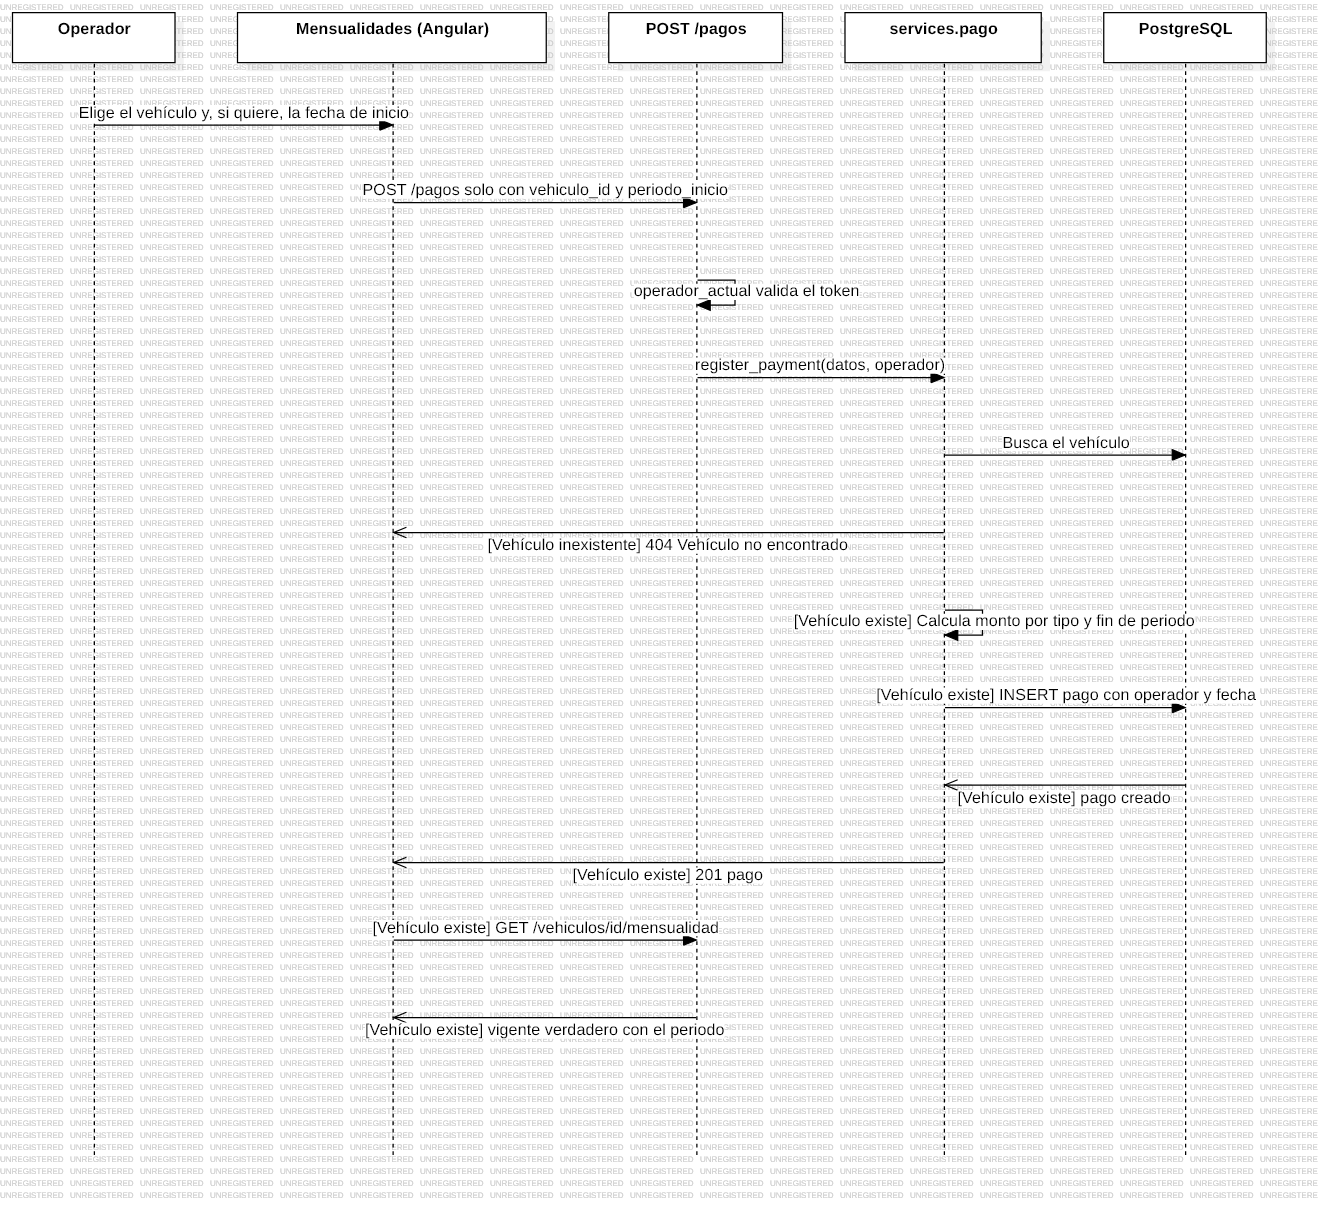 Operador
Mensualidades (Angular)
POST /pagos
services.pago
PostgreSQL
Elige el vehículo y, si quiere, la fecha de inicio
POST /pagos solo con vehiculo_id y periodo_inicio
operador_actual valida el token
register_payment(datos, operador)
Busca el vehículo
[Vehículo inexistente] 404 Vehículo no encontrado
[Vehículo existe] Calcula monto por tipo y fin de periodo
[Vehículo existe] INSERT pago con operador y fecha
[Vehículo existe] pago creado
[Vehículo existe] 201 pago
[Vehículo existe] GET /vehiculos/id/mensualidad
[Vehículo existe] vigente verdadero con el periodo
UNREGISTERED